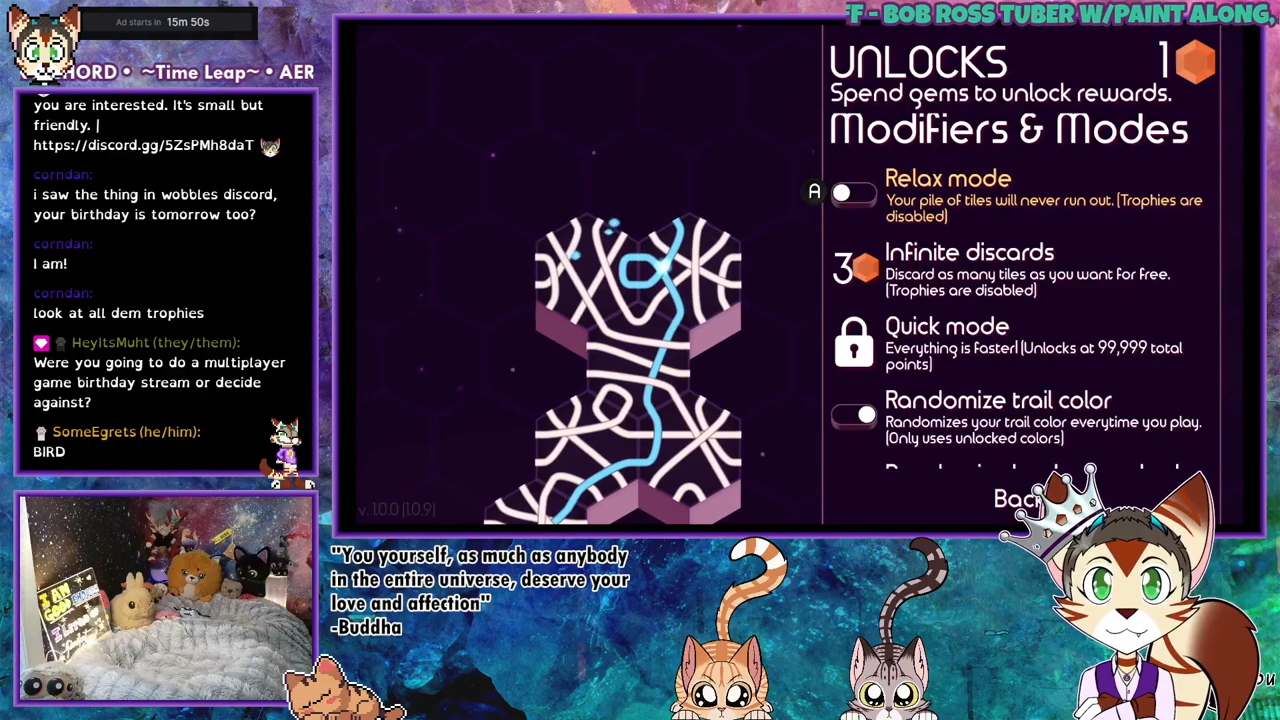 Ad starts in 15m 50s
F - BOB ROSS TUBER W/PAINT ALONG,
HORD • ~Time Leap~ • AER
you are interested. It's small but
friendly. |
https://discord.gg/5ZsPMh8daT
corndan:
i saw the thing in wobbles discord,
your birthday is tomorrow too?
corndan:
I am!
corndan:
look at all dem trophies
HeyItsMuht (they/them):
Were you going to do a multiplayer
game birthday stream or decide
against?
SomeEgrets (he/him):
BIRD
UNLOCKS 1
Spend gems to unlock rewards.
Modifiers & Modes
A
Relax mode
Your pile of tiles will never run out. (Trophies are
disabled)
3
Infinite discards
Discard as many tiles as you want for free.
(Trophies are disabled)
Quick mode
Everything is faster! (Unlocks at 99,999 total
points)
Randomize trail color
Randomizes your trail color everytime you play.
(Only uses unlocked colors)
Back
v. 1.0.0 (1.0.9)
"You yourself, as much as anybody
in the entire universe, deserve your
love and affection"
-Buddha
I AM
GOOD